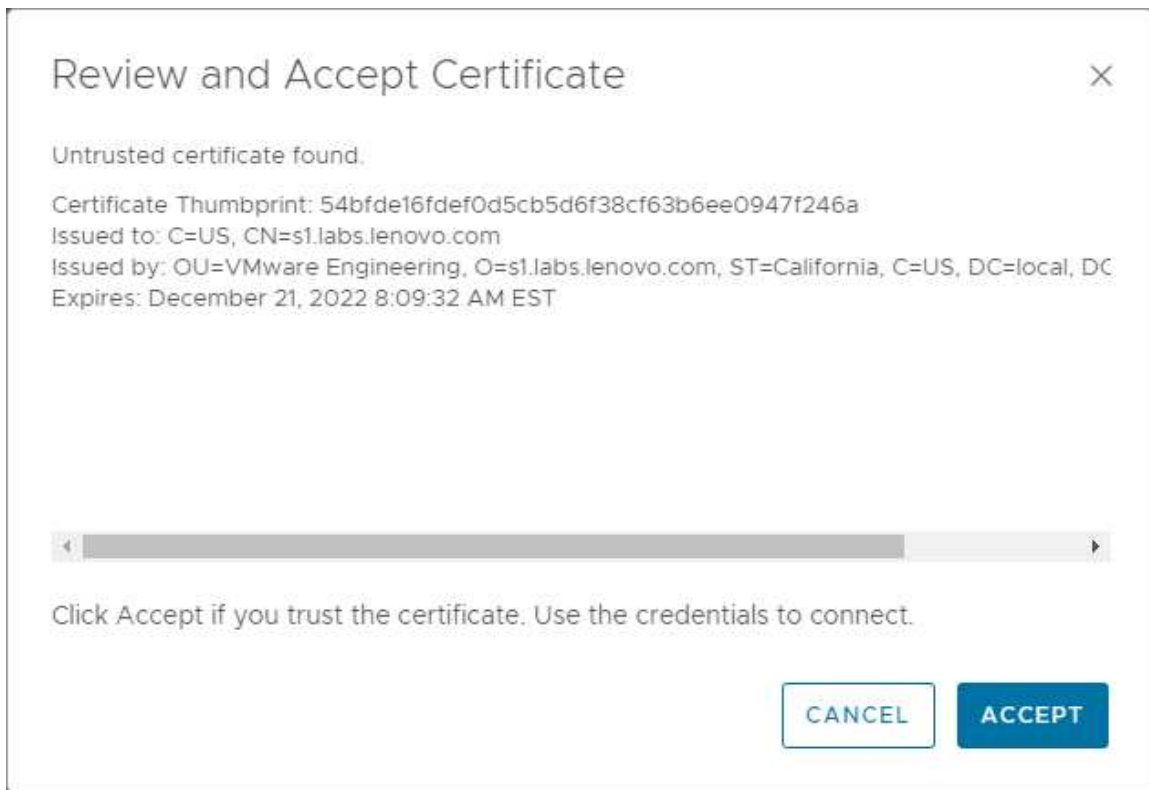 Review and Accept Certificate
Untrusted certificate found.
Certificate Thumbprint: 54bfde16fdef0d5cb5d6f38cf63b6ee0947f246a
Issued to: C=US, CN=s1.labs.lenovo.com
Issued by: OU=VMware Engineering, O=s1.labs.lenovo.com, ST=California, C=US, DC=local, DC
Expires: December 21, 2022 8:09:32 AM EST
Click Accept if you trust the certificate. Use the credentials to connect.
CANCEL ACCEPT